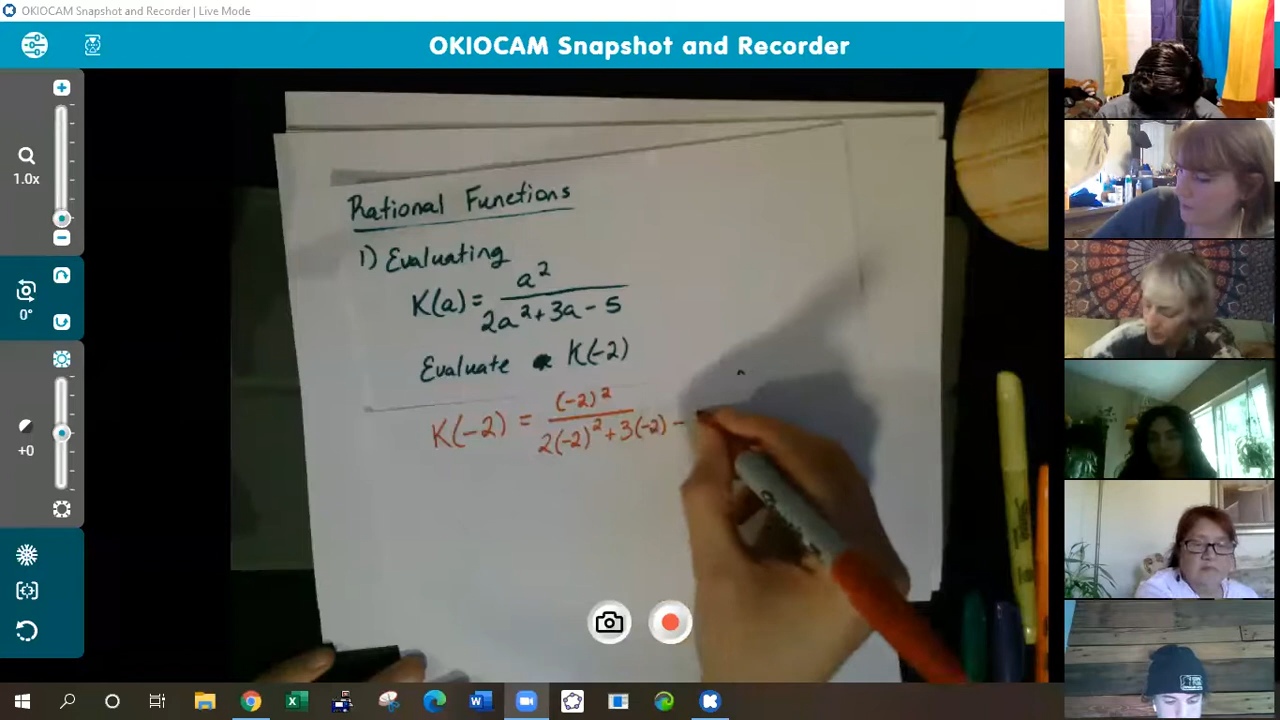 OKIOCAM Snapshot and Recorder | Live Mode
OKIOCAM Snapshot and Recorder
1.0x
0°
+0
Rational Functions
1) Evaluating
K(a) = a² / 2a² + 3a - 5
Evaluate K(-2)
K(-2) = (-2)² / 2(-2)² + 3(-2) -